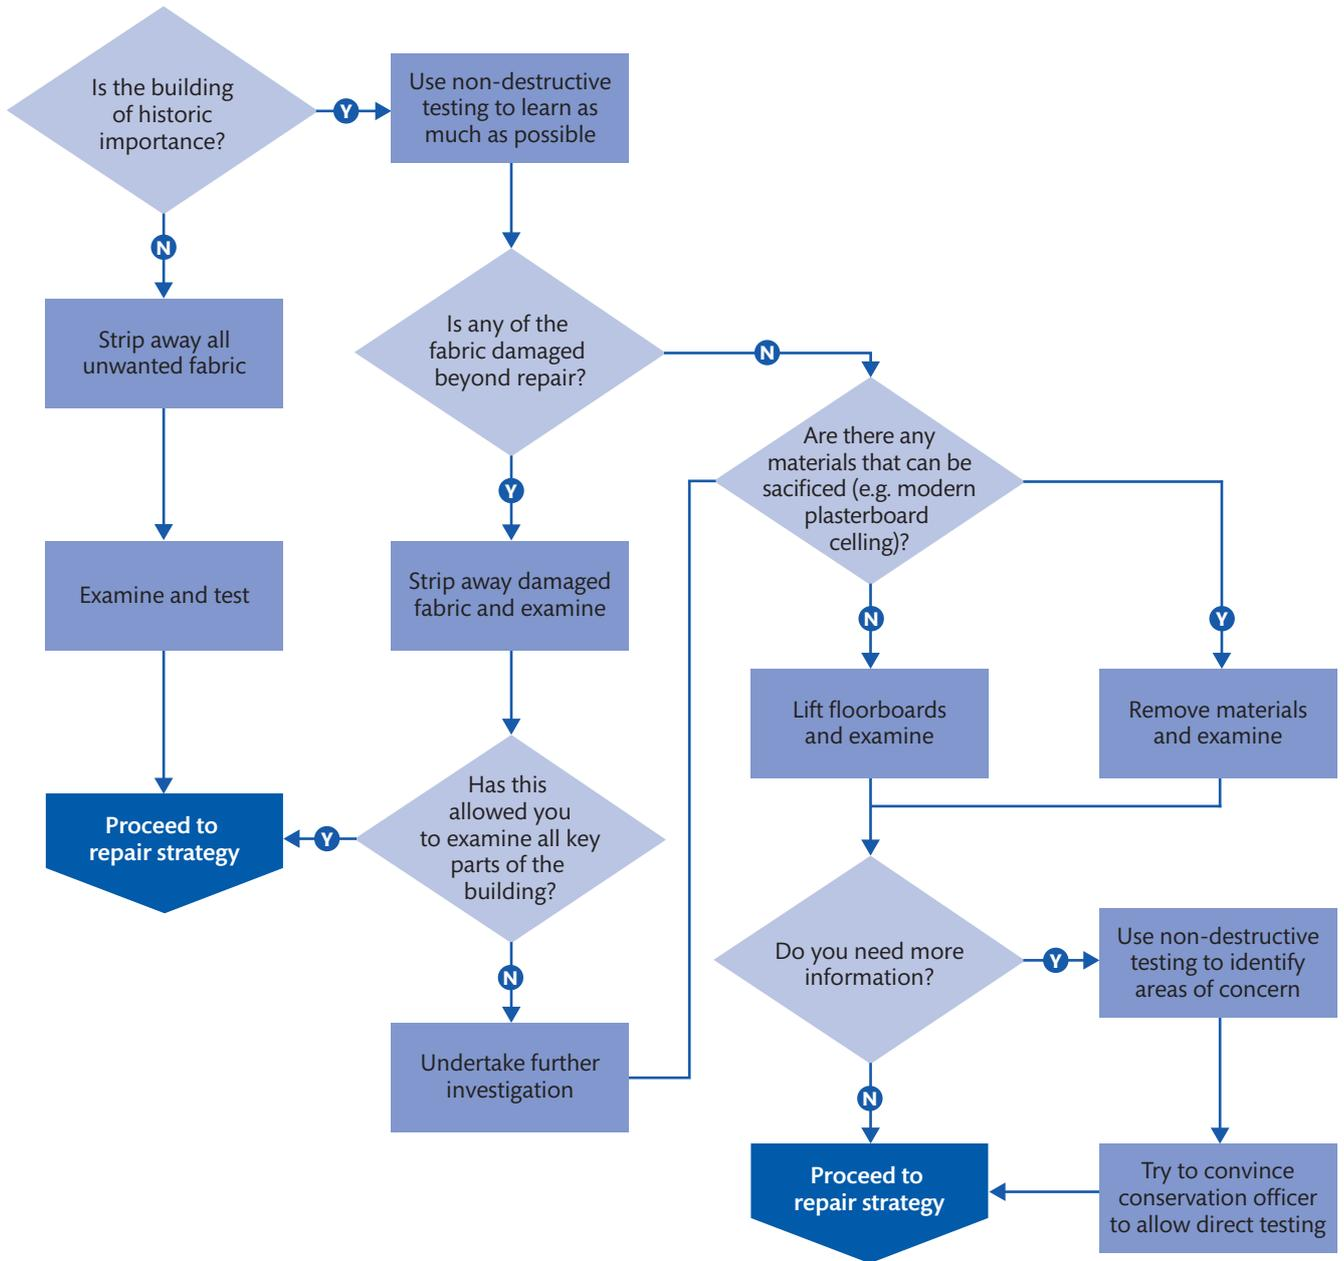 Is the building
of historic
importance?
Y
Use non-destructive
testing to learn as
much as possible
N
Strip away all
unwanted fabric
Is any of the
fabric damaged
beyond repair?
N
Y
Are there any
materials that can be
sacificed (e.g. modern
plasterboard
celling)?
Examine and test
Strip away damaged
fabric and examine
N
Y
Lift floorboards
and examine
Remove materials
and examine
Has this
allowed you
to examine all key
parts of the
building?
Y
Proceed to
repair strategy
N
Undertake further
investigation
Do you need more
information?
Y
Use non-destructive
testing to identify
areas of concern
N
Proceed to
repair strategy
Try to convince
conservation officer
to allow direct testing